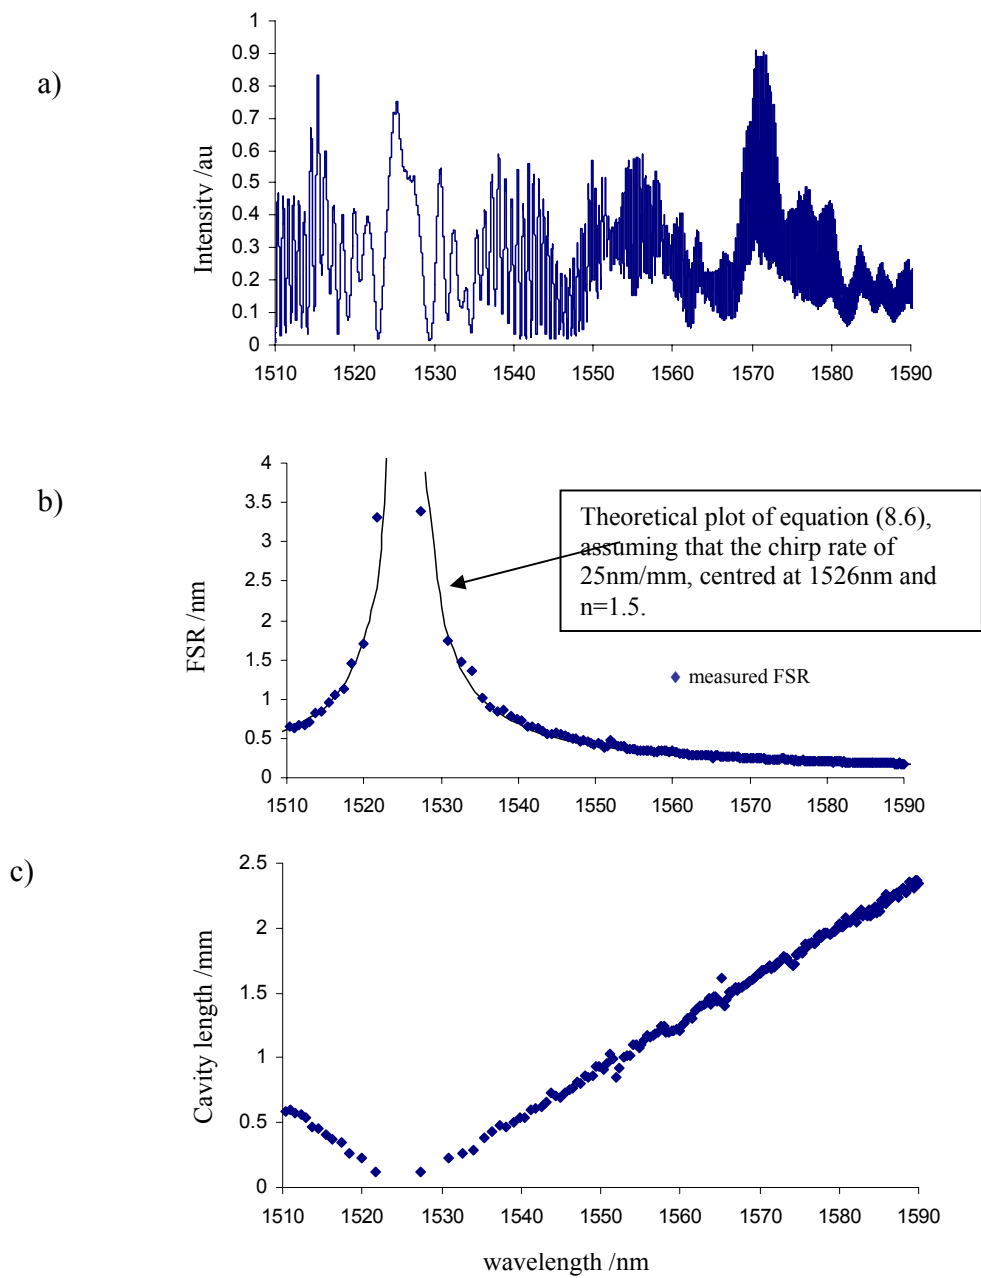 a)
Intensity /au
1
0.9
0.8
0.7
0.6
0.5
0.4
0.3
0.2
0.1
0
1510 1520 1530 1540 1550 1560 1570 1580 1590
b)
FSR /nm
4
3.5
3
2.5
2
1.5
1
0.5
0
Theoretical plot of equation (8.6),
assuming that the chirp rate of
25nm/mm, centred at 1526nm and
n=1.5.
measured FSR
1510 1520 1530 1540 1550 1560 1570 1580 1590
c)
Cavity length /mm
2.5
2
1.5
1
0.5
0
1510 1520 1530 1540 1550 1560 1570 1580 1590
wavelength /nm